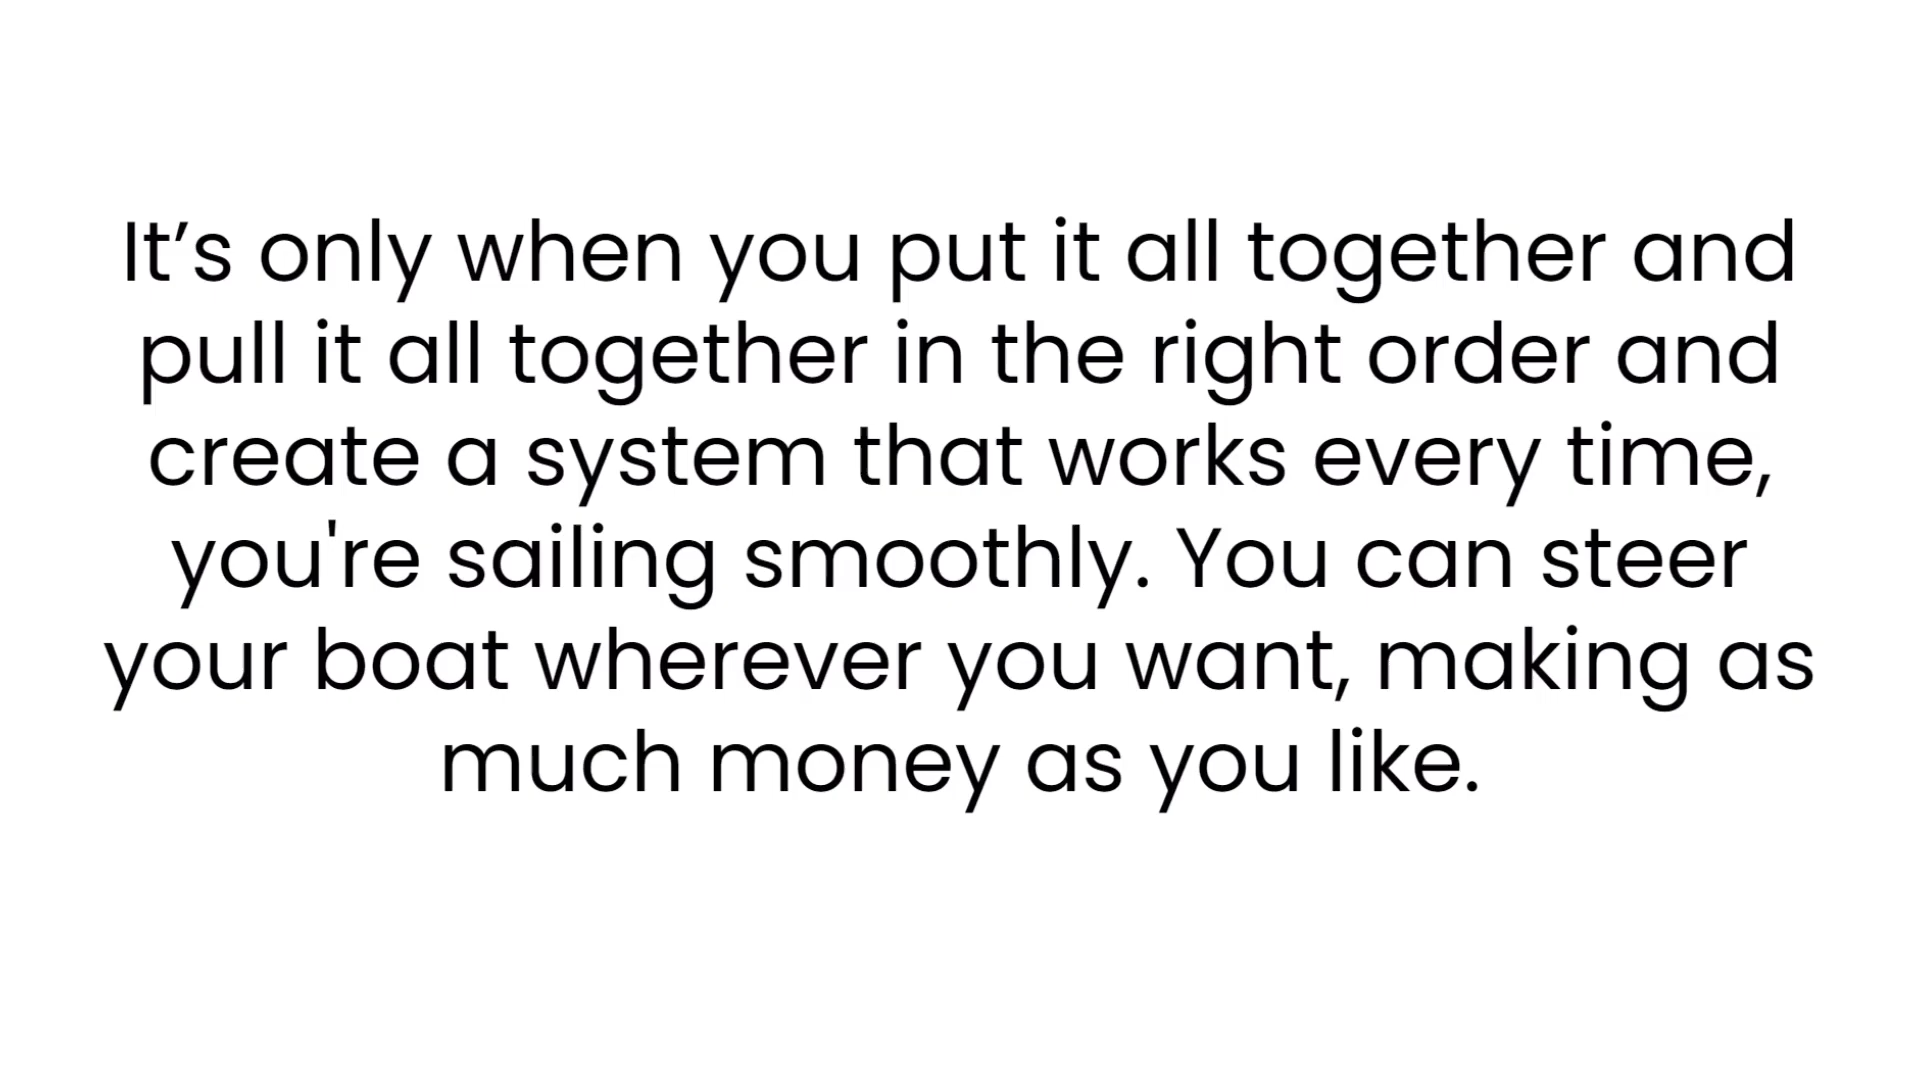 It’s only when you put it all together and
pull it all together in the right order and
create a system that works every time,
you're sailing smoothly. You can steer
your boat wherever you want, making as
much money as you like.